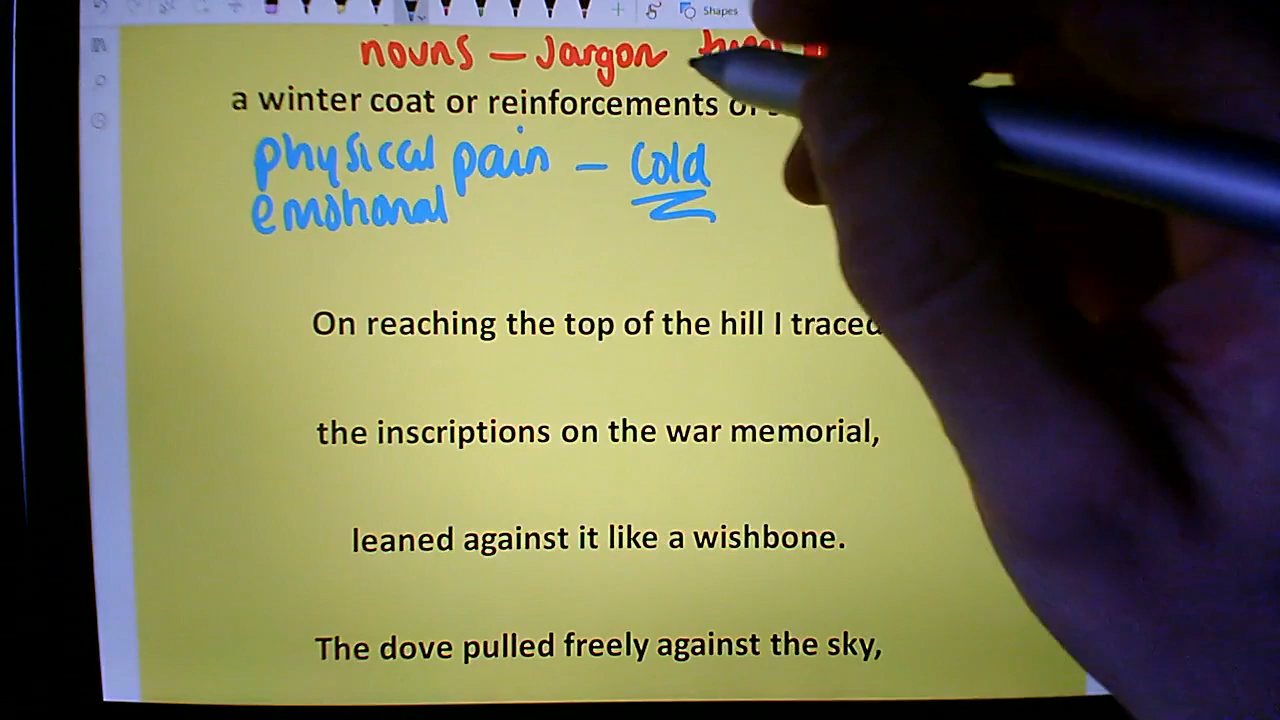 Shapes
nouns – Jargon
a winter coat or reinforcements
physical pain – cold
emotional
On reaching the top of the hill I traced
the inscriptions on the war memorial,
leaned against it like a wishbone.
The dove pulled freely against the sky,